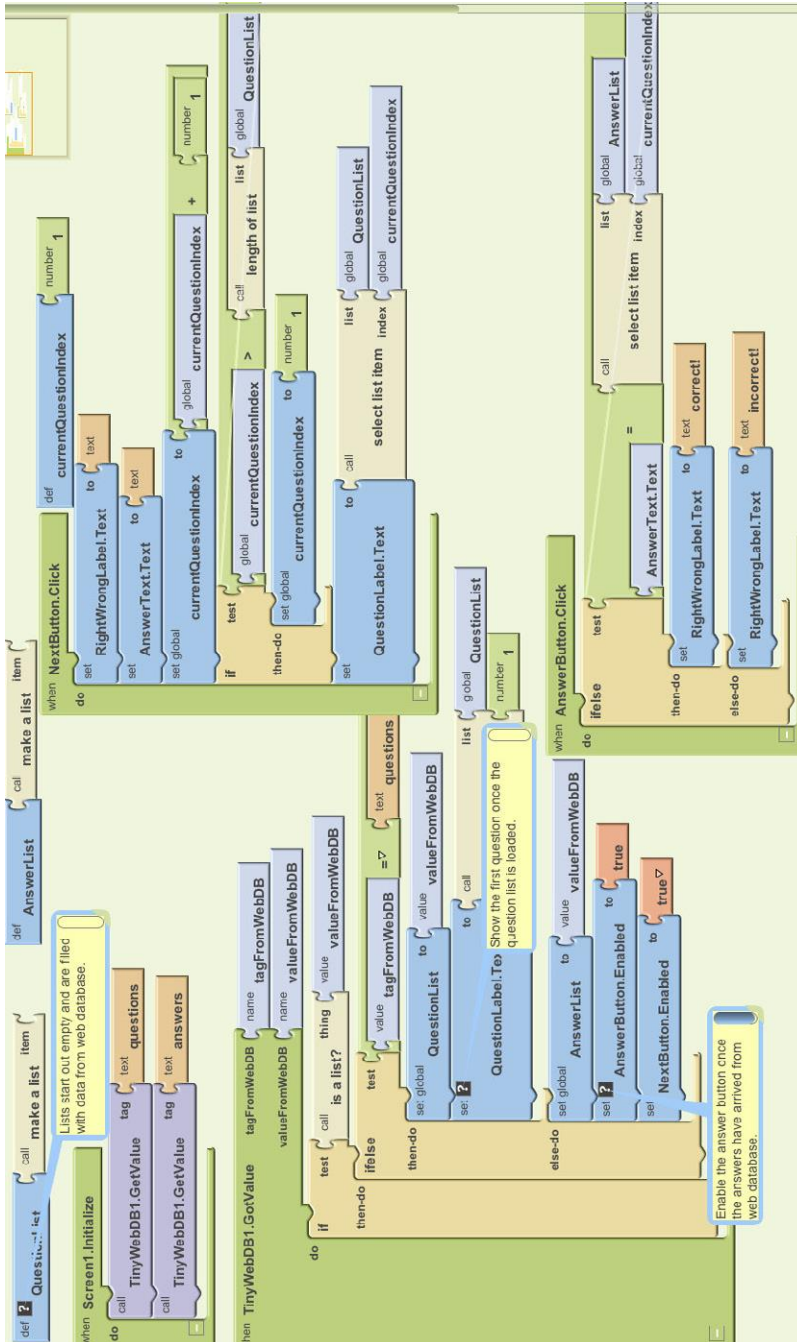 def ? QuestionList call make a list item
def AnswerList call make a list item
Lists start out empty and are filled
with data from web database.
when Screen1.Initialize
do
call TinyWebDB1.GetValue tag text questions
call TinyWebDB1.GetValue tag text answers
when TinyWebDB1.GotValue tagFromWebDB name tagFromWebDB
valueFromWebDB name valueFromWebDB
do if test call is a list? thing value valueFromWebDB
then-do ifelse test value tagFromWebDB = text questions
then-do set global QuestionList to value valueFromWebDB
set ? QuestionLabel.Tex to call list global QuestionList
number 1
Show the first question once the
question list is loaded.
else-do set global AnswerList to value valueFromWebDB
set ? AnswerButton.Enabled to true
set NextButton.Enabled to true
Enable the answer button once
the answers have arrived from
web database.
def currentQuestionIndex number 1
when NextButton.Click
do
set RightWrongLabel.Text to text
set AnswerText.Text to text
set global currentQuestionIndex to global currentQuestionIndex + number 1
if test global currentQuestionIndex > call length of list list global QuestionList
then-do set global currentQuestionIndex to number 1
set QuestionLabel.Text to call select list item list global QuestionList
index global currentQuestionIndex
when AnswerButton.Click
do ifelse test AnswerText.Text = call select list item list global AnswerList
index global currentQuestionIndex
then-do set RightWrongLabel.Text to text correct!
else-do set RightWrongLabel.Text to text incorrect!